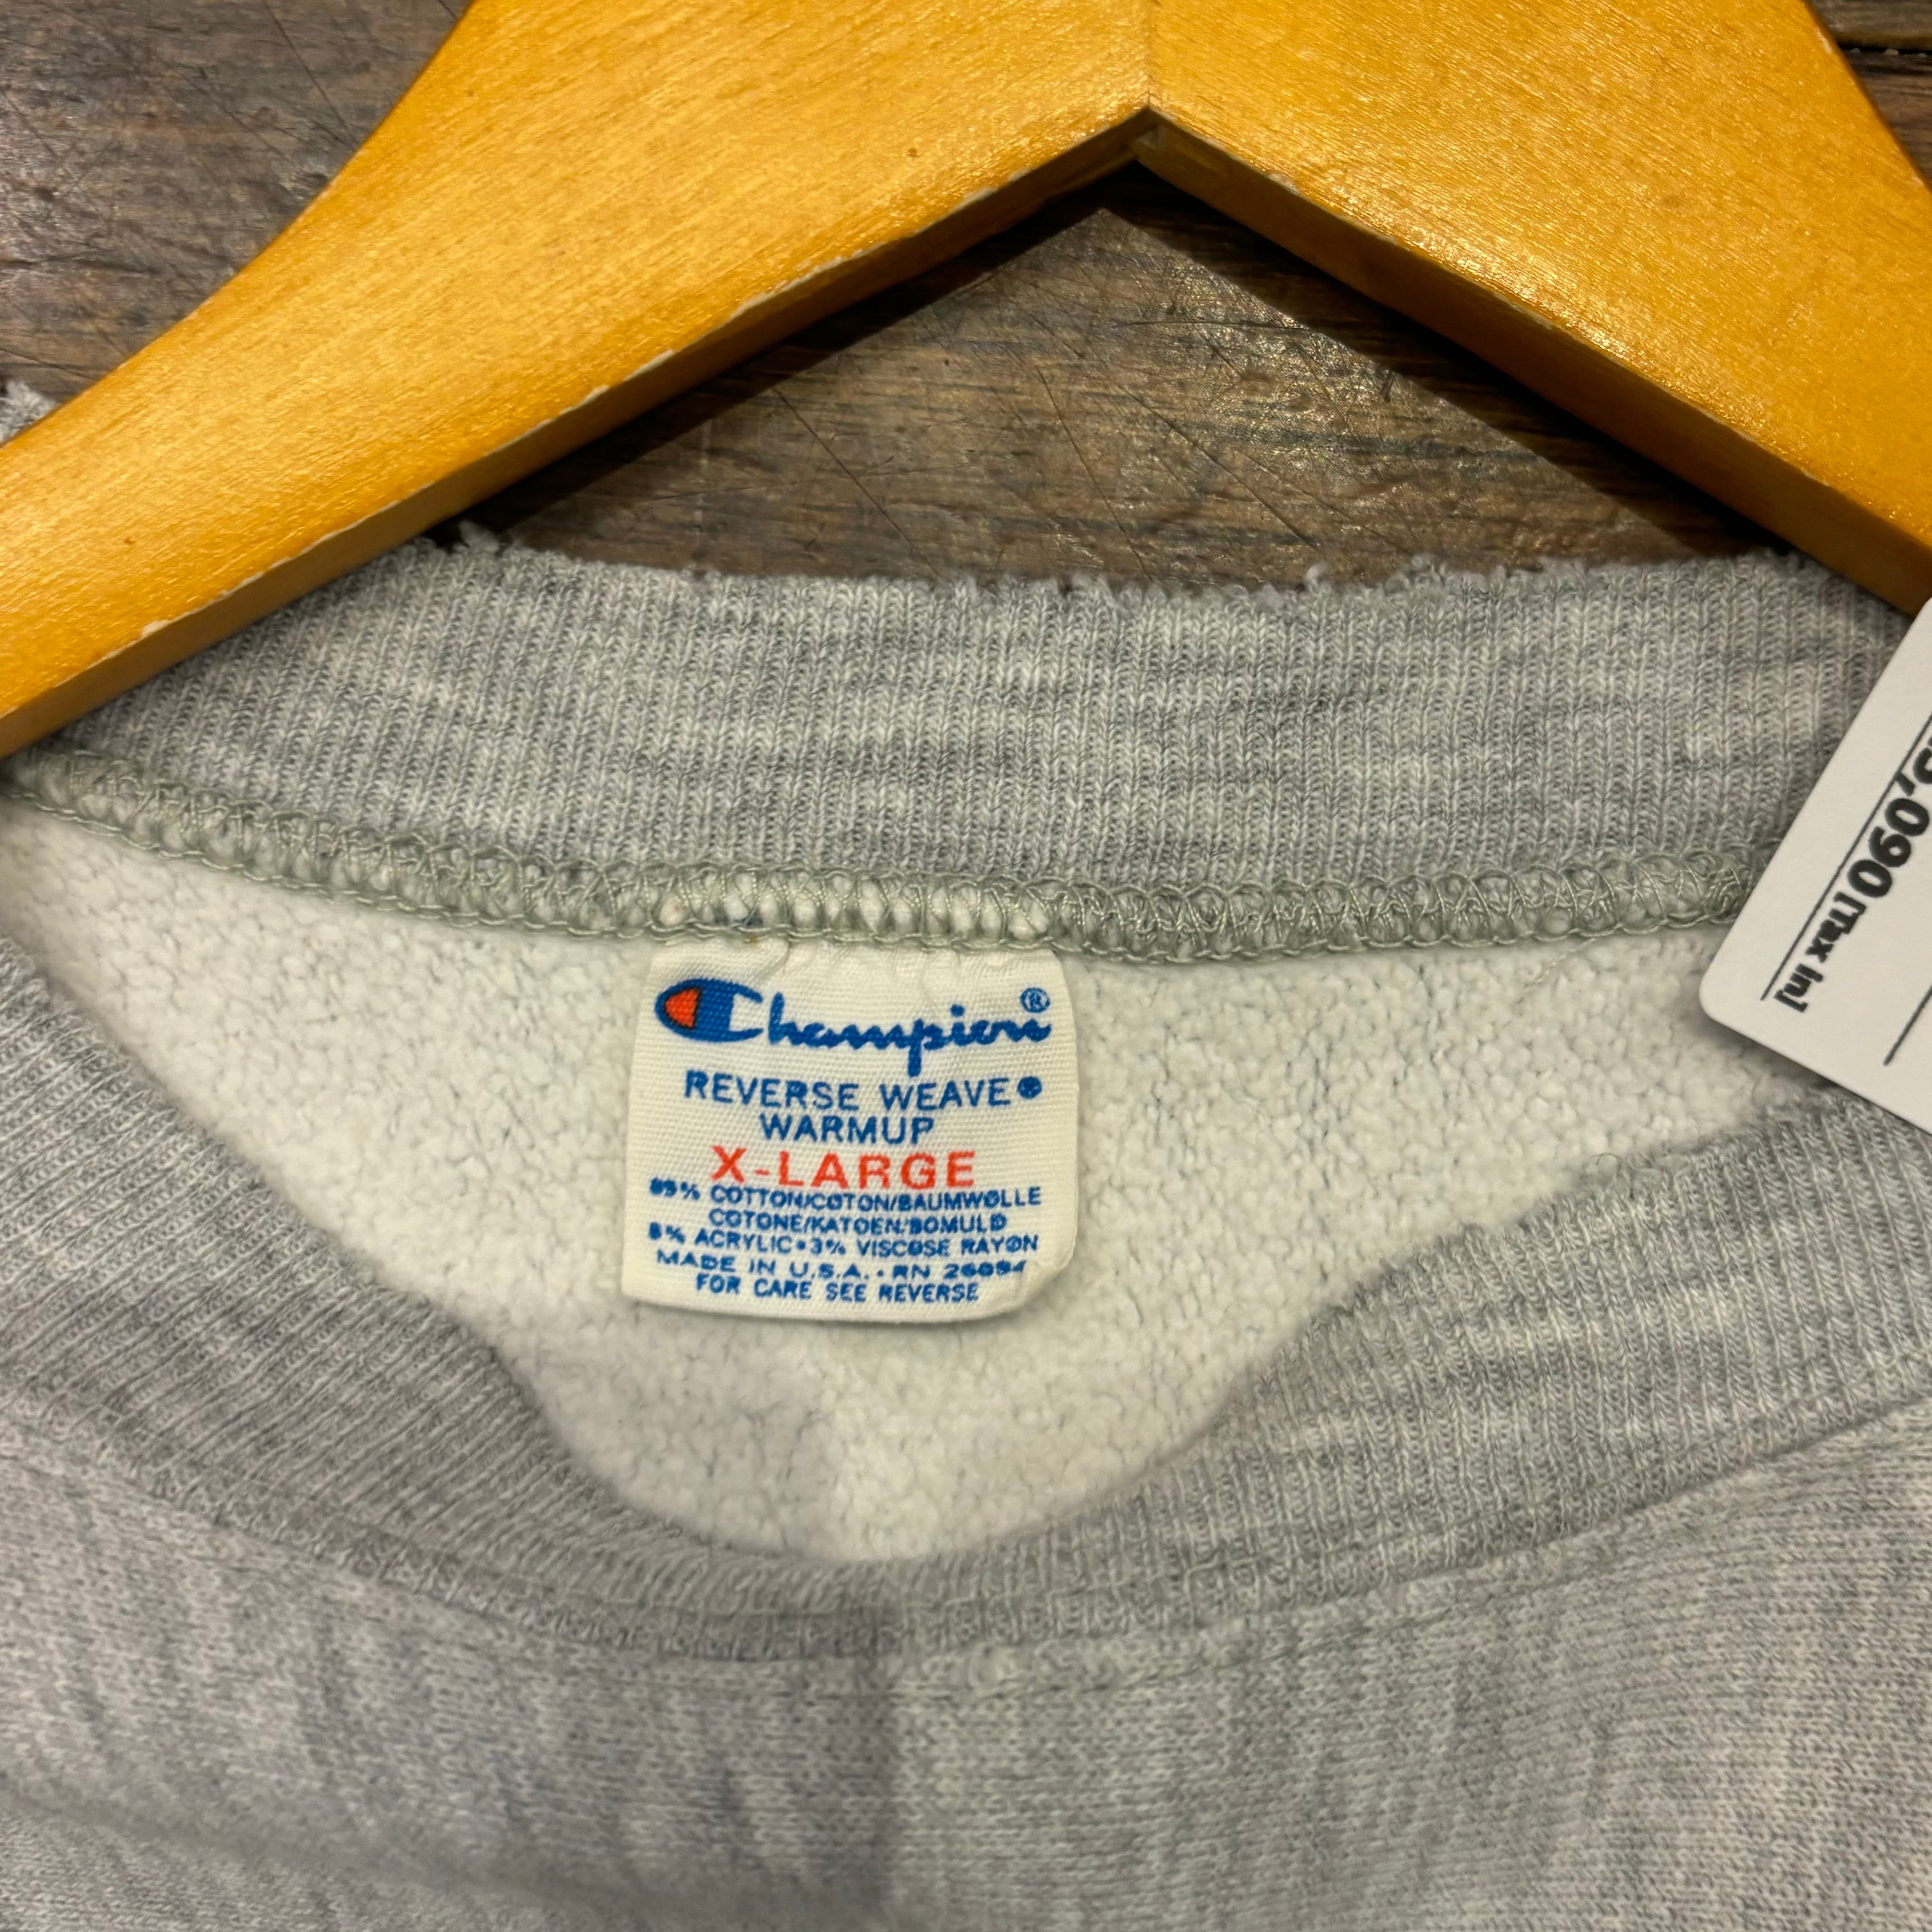 Champion®
REVERSE WEAVE®
WARMUP
X-LARGE
89% COTTON/COTON/BAUMWOLLE
COTONE/KATOEN/BOMULD
8% ACRYLIC•3% VISCOSE RAYON
MADE IN U.S.A. • RN 26094
FOR CARE SEE REVERSE
,090 [Tax In]